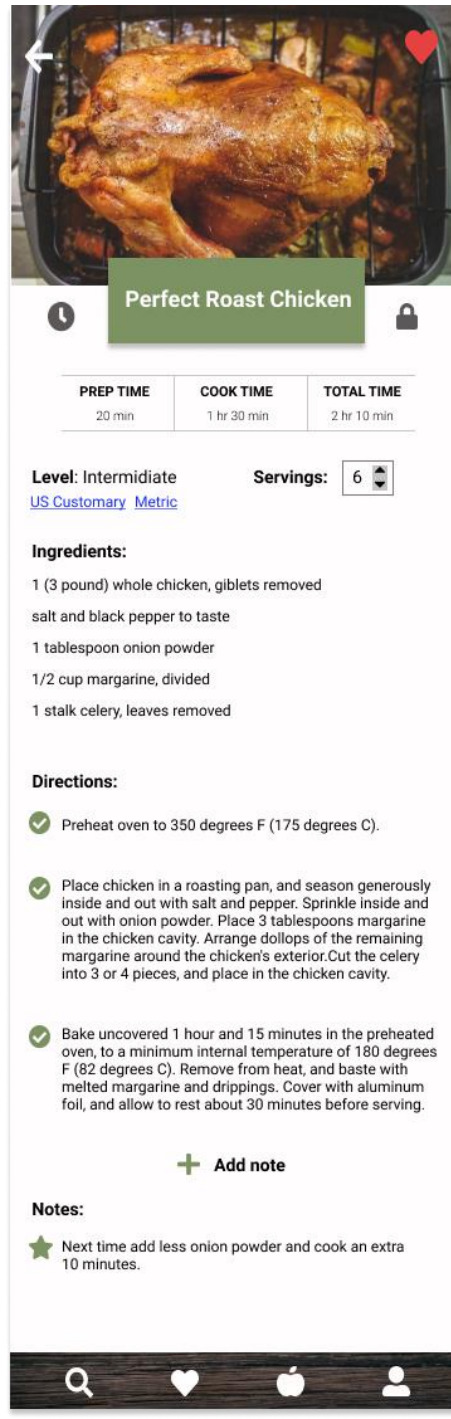 Perfect Roast Chicken
PREP TIME COOK TIME TOTAL TIME
20 min 1 hr 30 min 2 hr 10 min
Level: Intermidiate Servings: 6
US Customary Metric
Ingredients:
1 (3 pound) whole chicken, giblets removed
salt and black pepper to taste
1 tablespoon onion powder
1/2 cup margarine, divided
1 stalk celery, leaves removed
Directions:
Preheat oven to 350 degrees F (175 degrees C).
Place chicken in a roasting pan, and season generously
inside and out with salt and pepper. Sprinkle inside and
out with onion powder. Place 3 tablespoons margarine
in the chicken cavity. Arrange dollops of the remaining
margarine around the chicken's exterior.Cut the celery
into 3 or 4 pieces, and place in the chicken cavity.
Bake uncovered 1 hour and 15 minutes in the preheated
oven, to a minimum internal temperature of 180 degrees
F (82 degrees C). Remove from heat, and baste with
melted margarine and drippings. Cover with aluminum
foil, and allow to rest about 30 minutes before serving.
Add note
Notes:
Next time add less onion powder and cook an extra
10 minutes.